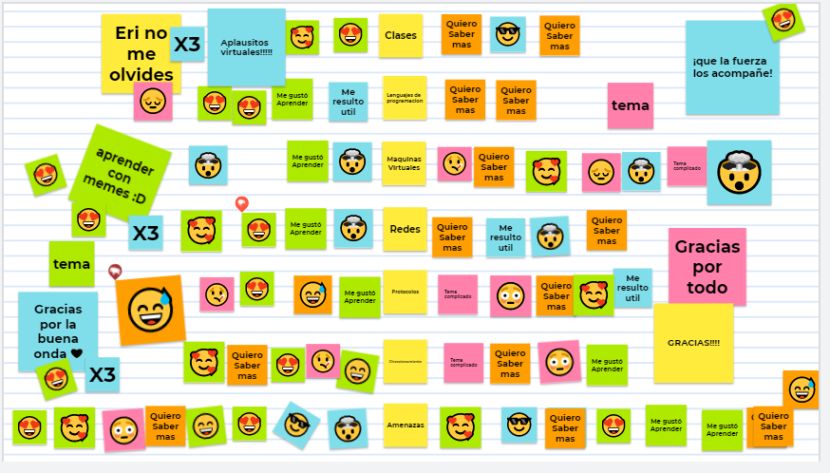 Eri no
me
olvides
X3
Aplausitos
virtuales!!!!!
Clases
Quiero
Saber
mas
Quiero
Saber
mas
¡que la fuerza
los acompañe!
Me gustó
Aprender
Me
resulto
util
Lenguajes de
programacion
Quiero
Saber
mas
Quiero
Saber
mas
tema
aprender
con
memes :D
Me gustó
Aprender
Maquinas
Virtuales
Quiero
Saber
mas
Tema
complicado
X3
Me gustó
Aprender
Redes
Quiero
Saber
mas
Me
resulto
util
Quiero
Saber
mas
tema
Gracias
por
todo
Me gustó
Aprender
Protocolos
Tema
complicado
Quiero
Saber
mas
Me
resulto
util
Gracias
por la
buena
onda ♥
GRACIAS!!!!
X3
Quiero
Saber
mas
Tema
complicado
Quiero
Saber
mas
Me gustó
Aprender
Quiero
Saber
mas
Amenazas
Quiero
Saber
mas
Me gustó
Aprender
Me gustó
Aprender
Quiero
Saber
mas